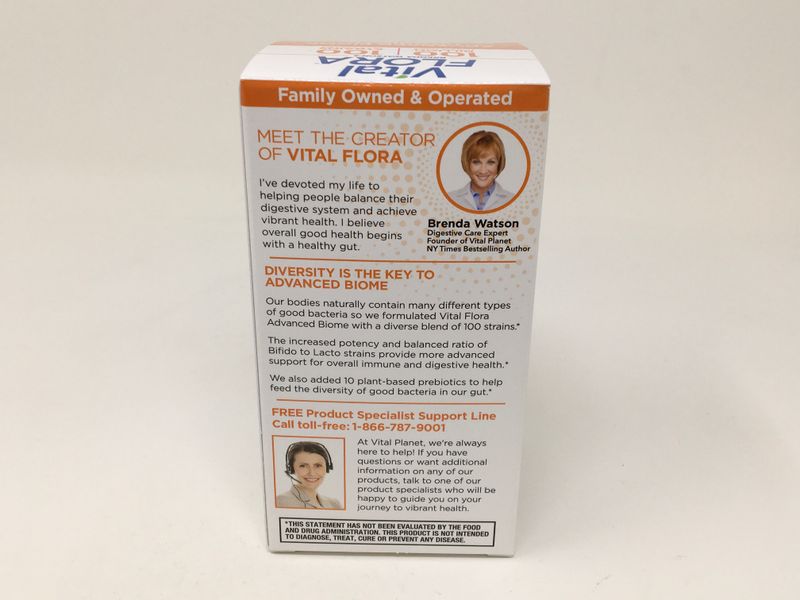 Vital
FLORA
100
100
Family Owned & Operated
MEET THE CREATOR
OF VITAL FLORA
I've devoted my life to
helping people balance their
digestive system and achieve
vibrant health. I believe
overall good health begins
with a healthy gut.
Brenda Watson
Digestive Care Expert
Founder of Vital Planet
NY Times Bestselling Author
DIVERSITY IS THE KEY TO
ADVANCED BIOME
Our bodies naturally contain many different types
of good bacteria so we formulated Vital Flora
Advanced Biome with a diverse blend of 100 strains.*
The increased potency and balanced ratio of
Bifido to Lacto strains provide more advanced
support for overall immune and digestive health.*
We also added 10 plant-based prebiotics to help
feed the diversity of good bacteria in our gut.*
FREE Product Specialist Support Line
Call toll-free: 1-866-787-9001
At Vital Planet, we're always
here to help! If you have
questions or want additional
information on any of our
products, talk to one of our
product specialists who will be
happy to guide you on your
journey to vibrant health.
*THIS STATEMENT HAS NOT BEEN EVALUATED BY THE FOOD
AND DRUG ADMINISTRATION. THIS PRODUCT IS NOT INTENDED
TO DIAGNOSE, TREAT, CURE OR PREVENT ANY DISEASE.